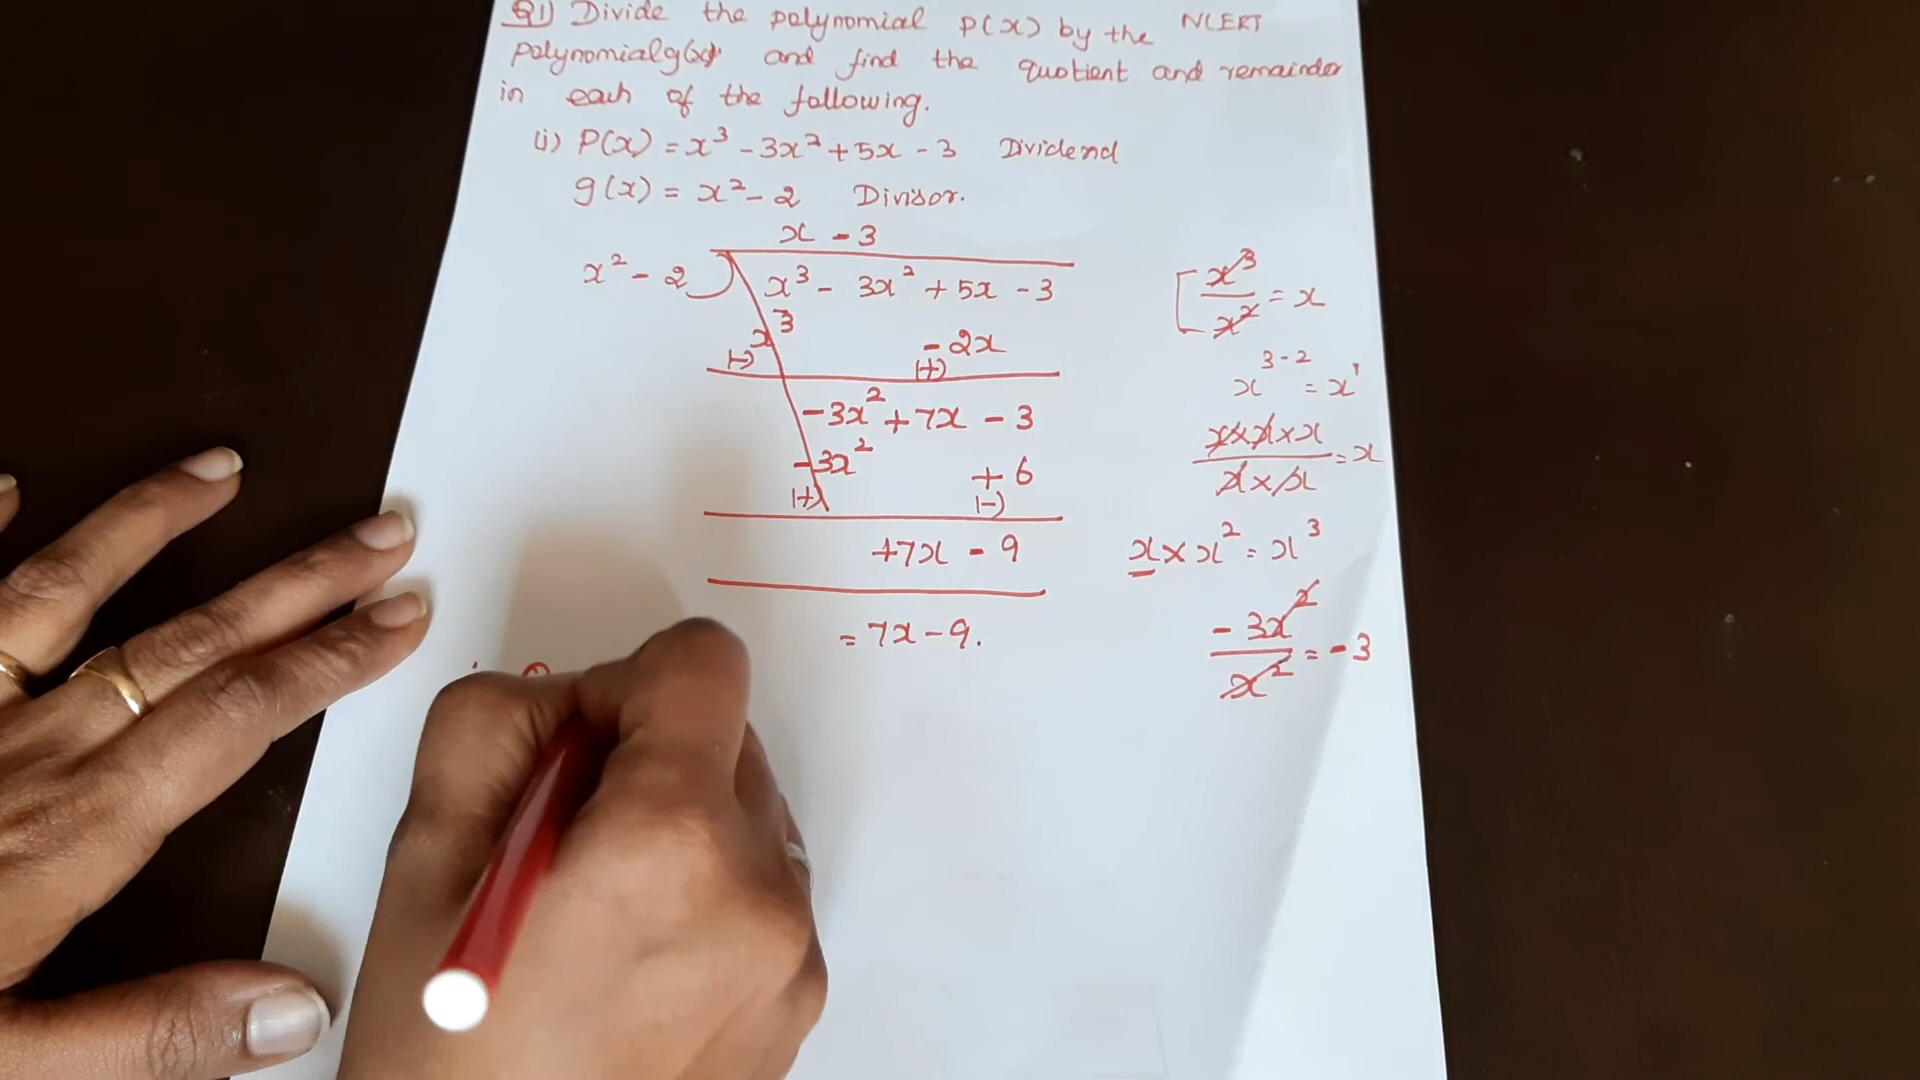 Q1) Divide the polynomial P(x) by the NCERT
polynomial g(x) and find the quotient and remainder
in each of the following.
(i) P(x) = x³ - 3x² + 5x - 3 Dividend
g(x) = x² - 2 Divisor.
x - 3
x² - 2 ) x³ - 3x² + 5x - 3
x³ - 2x
(-) (+)
-3x² + 7x - 3
-3x² + 6
(+) (-)
+7x - 9
= 7x - 9.
x³/x² = x
x³⁻² = x¹
x×x×x/x×x = x
x × x² = x³
-3x²/x² = -3